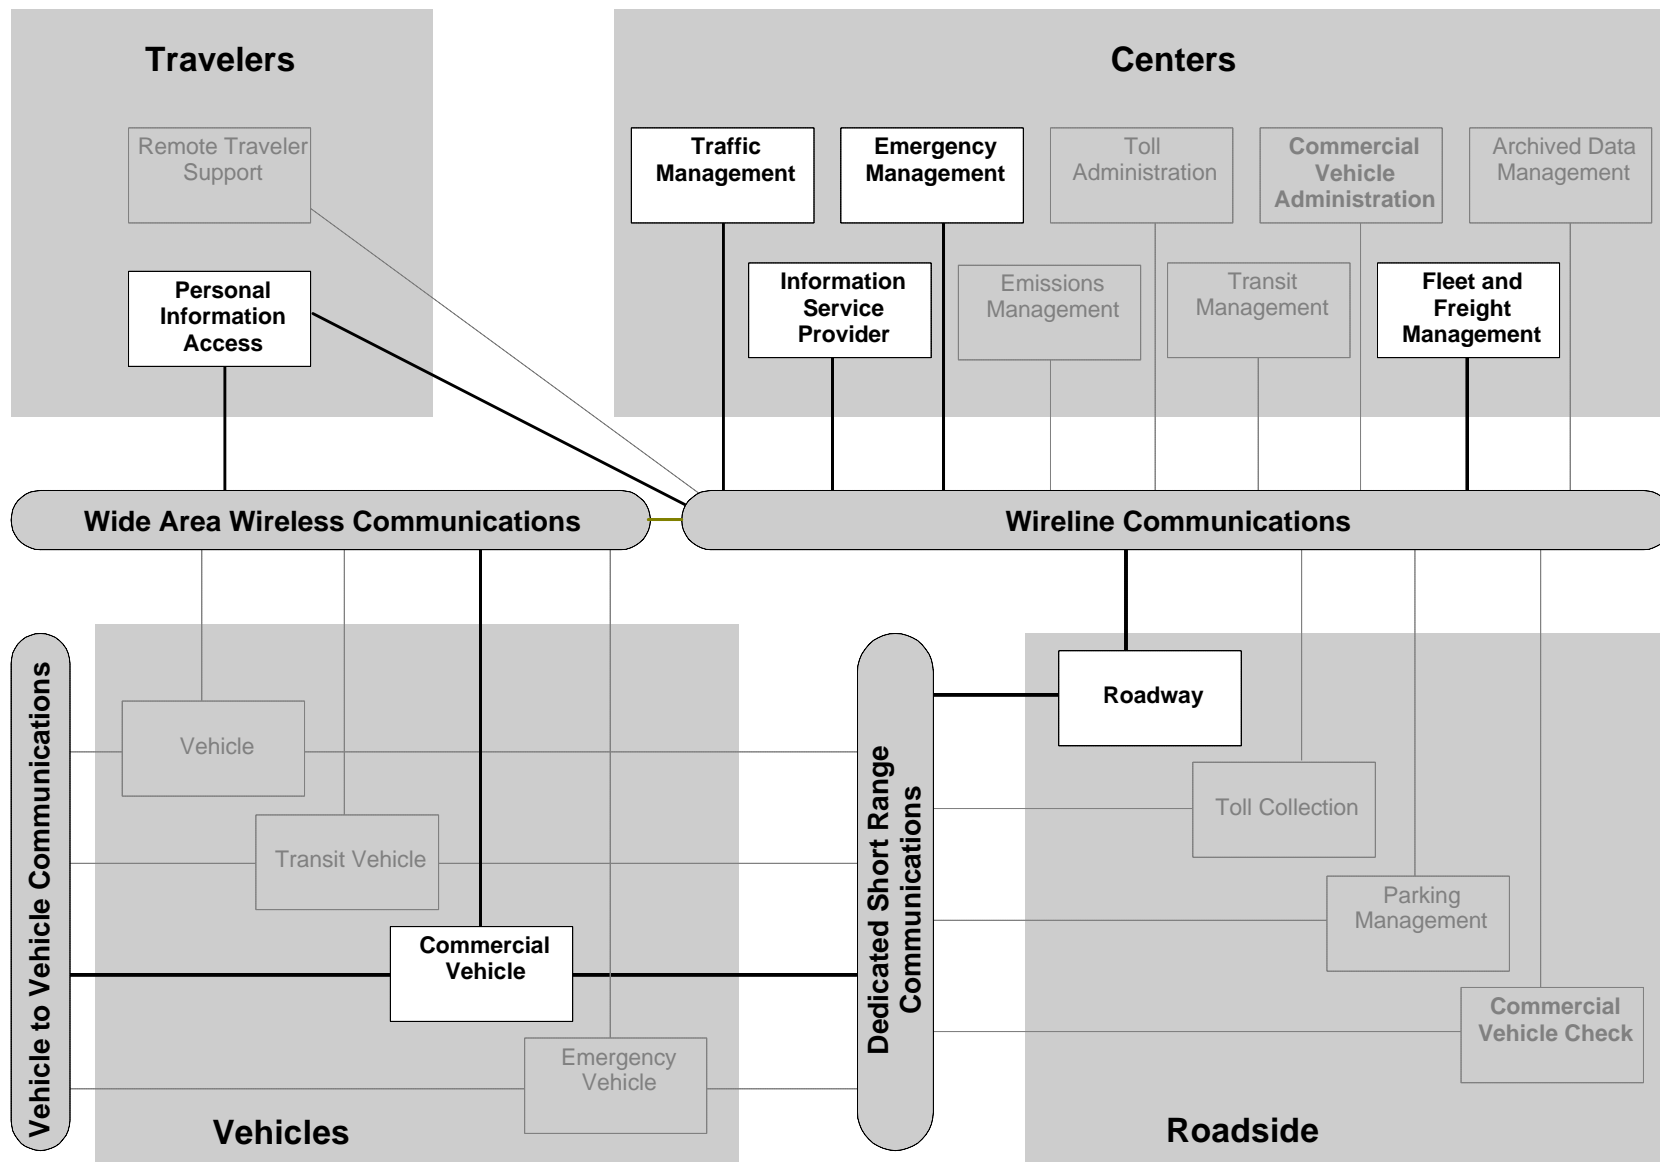 Travelers
Centers
Remote Traveler
Support
Traffic
Management
Emergency
Management
Toll
Administration
Commercial
Vehicle
Administration
Archived Data
Management
Personal
Information
Access
Information
Service
Provider
Emissions
Management
Transit
Management
Fleet and
Freight
Management
Wide Area Wireless Communications
Wireline Communications
Vehicle to Vehicle Communications
Vehicle
Transit Vehicle
Commercial
Vehicle
Emergency
Vehicle
Vehicles
Dedicated Short Range
Communications
Roadway
Toll Collection
Parking
Management
Commercial
Vehicle Check
Roadside